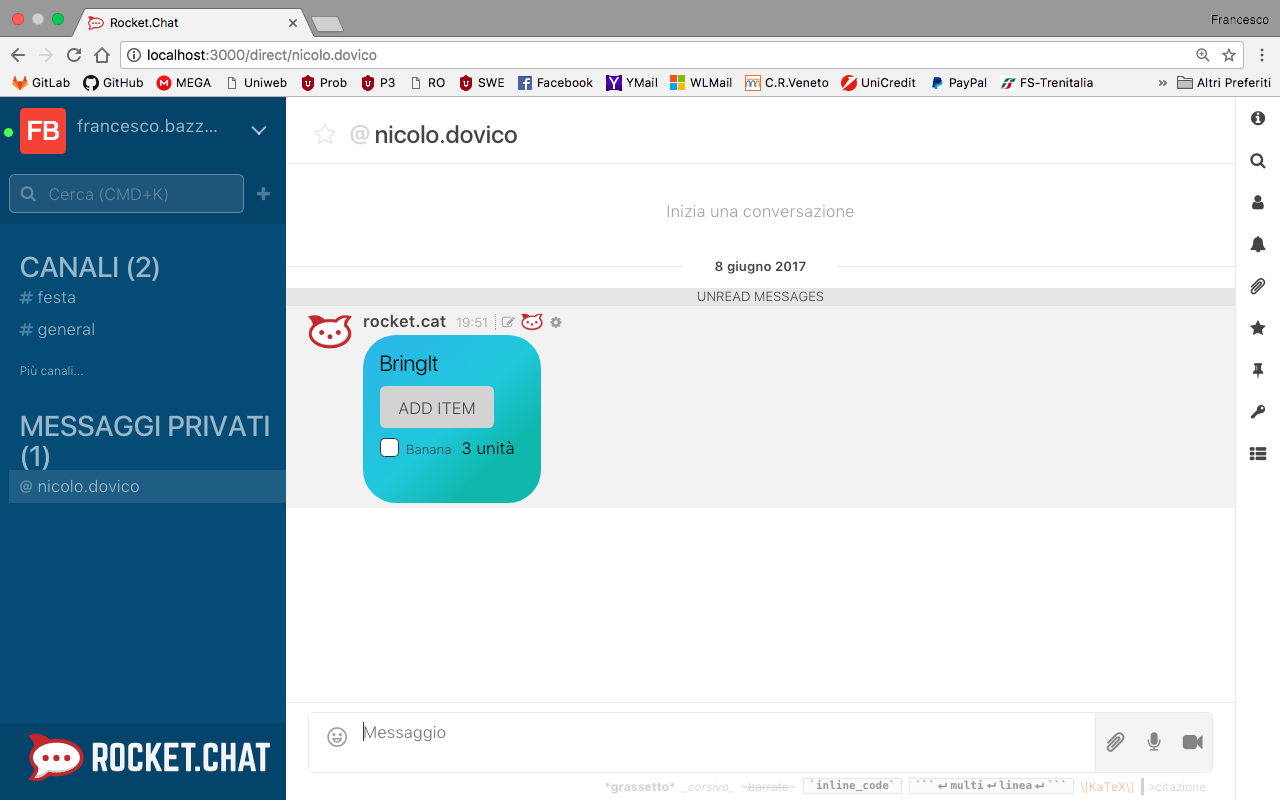 Rocket.Chat
Francesco
localhost:3000/direct/nicolo.dovico
GitLab GitHub MEGA Uniweb Prob P3 RO SWE Facebook YMail WLMail C.R.Veneto UniCredit PayPal FS-Trenitalia » Altri Preferiti
FB francesco.bazz...
Cerca (CMD+K)
CANALI (2)
# festa
# general
Più canali...
MESSAGGI PRIVATI
(1)
@ nicolo.dovico
ROCKET.CHAT
@ nicolo.dovico
Inizia una conversazione
8 giugno 2017
UNREAD MESSAGES
rocket.cat 19:51
BringIt
ADD ITEM
Banana 3 unità
Messaggio
*grassetto* _corsivo_ ~barrato~ `inline_code` ```↵multi↵linea↵``` \[KaTeX\] >citazione